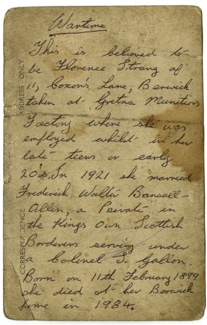 Wartime
This is believed to
be Florence Strang of
11, Coxon's Lane, Berwick
taken at Gretna Munitions
Factory where she was
employed whilst in her
late teens or early
20s. In 1921 she married
Frederick Walter
Allen, a Private in
the Kings Own Scottish
Borderers serving under
a Colonel I. Galion.
Born on 11th February 1899
she died at her Berwick
home in 1984.
ADDRESS ONLY
CORRESPONDENCE